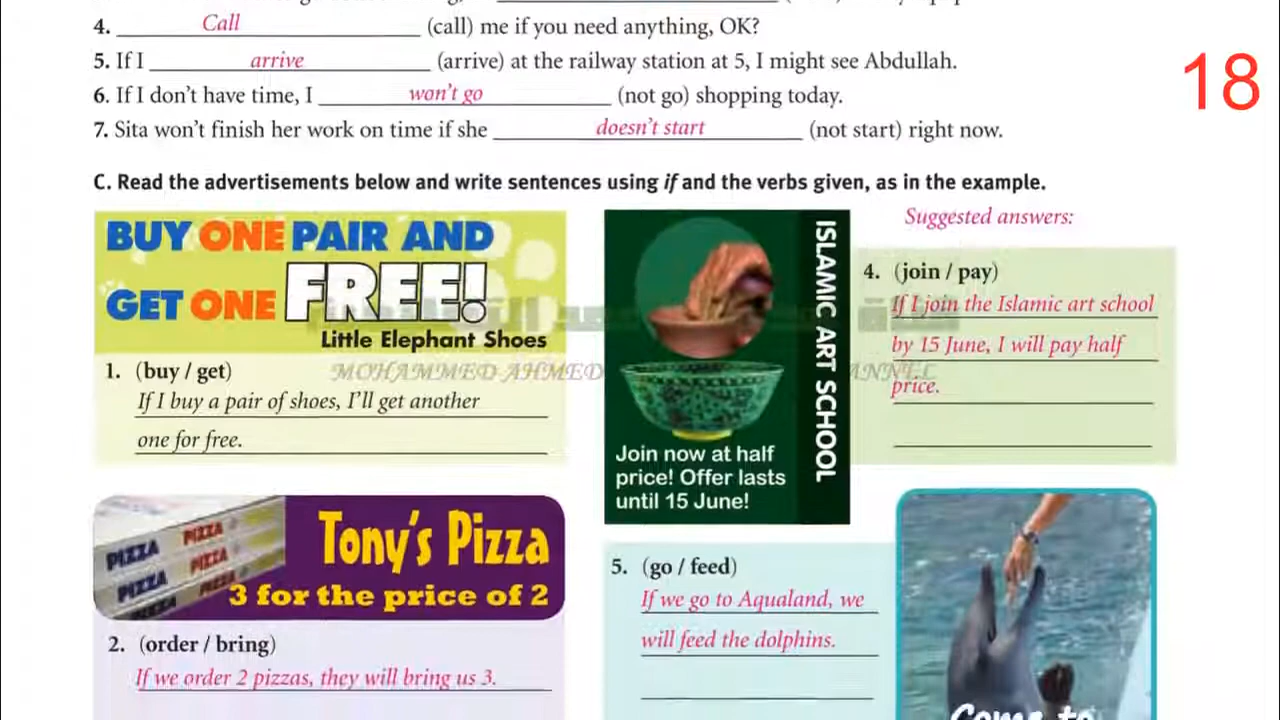 4. Call (call) me if you need anything, OK?
5. If I arrive (arrive) at the railway station at 5, I might see Abdullah.
6. If I don't have time, I won't go (not go) shopping today.
7. Sita won't finish her work on time if she doesn't start (not start) right now.
18
C. Read the advertisements below and write sentences using if and the verbs given, as in the example.
BUY ONE PAIR AND
GET ONE FREE!
Little Elephant Shoes
1. (buy / get)
If I buy a pair of shoes, I'll get another
one for free.
Tony's Pizza
3 for the price of 2
PIZZA PIZZA
PIZZA PIZZA
PIZZA PIZZA
2. (order / bring)
If we order 2 pizzas, they will bring us 3.
ISLAMIC ART SCHOOL
Join now at half
price! Offer lasts
until 15 June!
Suggested answers:
4. (join / pay)
If I join the Islamic art school
by 15 June, I will pay half
price.
MOHAMMED AHMED
5. (go / feed)
If we go to Aqualand, we
will feed the dolphins.
Come to